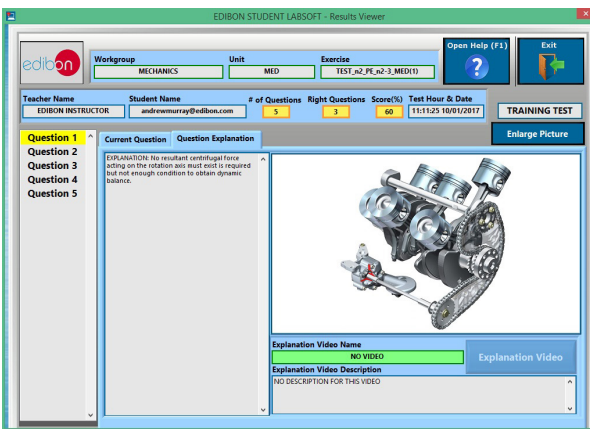 EDIBON STUDENT LABSOFT - Results Viewer
edibon
Workgroup Unit Exercise
MECHANICS MED TEST_n2_PE_n2-3_MED(1)
Open Help (F1)
?
Exit
Teacher Name Student Name # of Questions Right Questions Score(%) Test Hour & Date
EDIBON INSTRUCTOR andrewmurray@edibon.com 5 3 60 11:11:25 10/01/2017
TRAINING TEST
Enlarge Picture
Question 1
Question 2
Question 3
Question 4
Question 5
Current Question Question Explanation
EXPLANATION: No resultant centrifugal force
acting on the rotation axis must exist is required
but not enough condition to obtain dynamic
balance.
Explanation Video Name
NO VIDEO
Explanation Video
Explanation Video Description
NO DESCRIPTION FOR THIS VIDEO